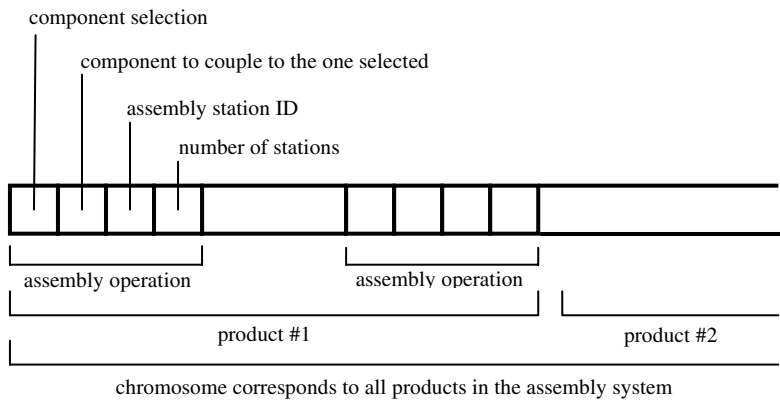 component selection
component to couple to the one selected
assembly station ID
number of stations
assembly operation
assembly operation
product #1
product #2
chromosome corresponds to all products in the assembly system